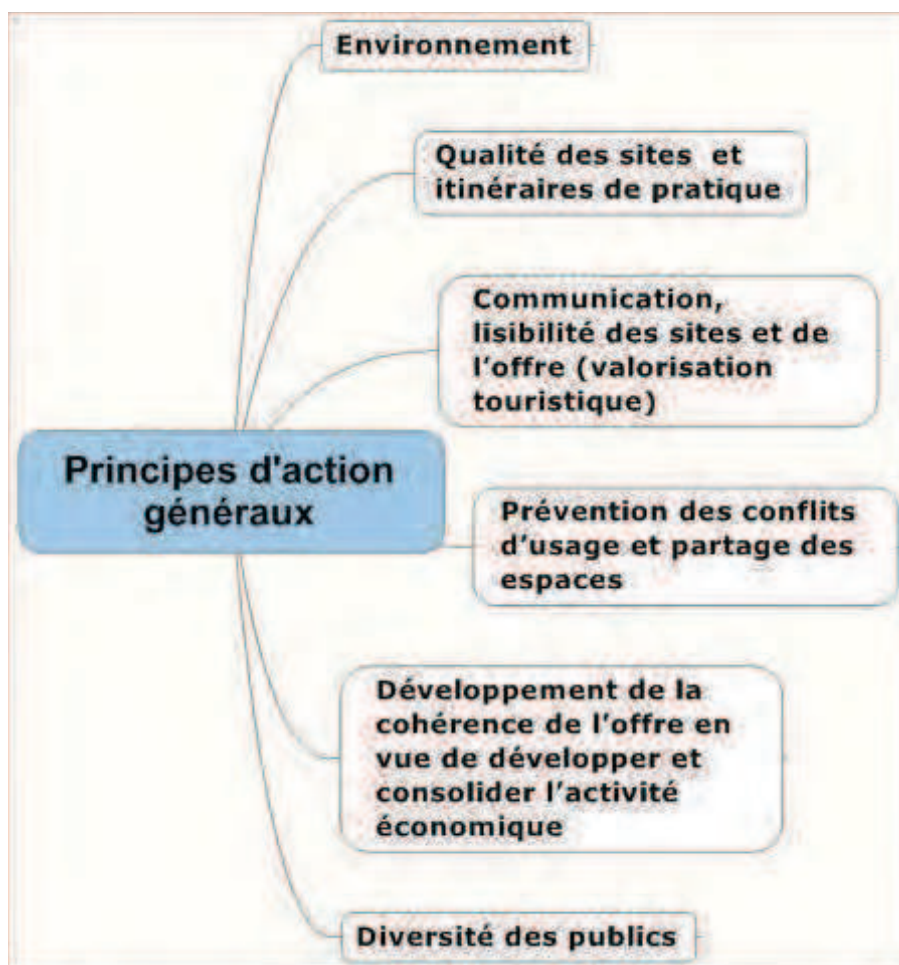 Environnement
Qualité des sites et
itinéraires de pratique
Communication,
lisibilité des sites et de
l’offre (valorisation
touristique)
Principes d'action
généraux
Prévention des conflits
d’usage et partage des
espaces
Développement de la
cohérence de l’offre en
vue de développer et
consolider l’activité
économique
Diversité des publics